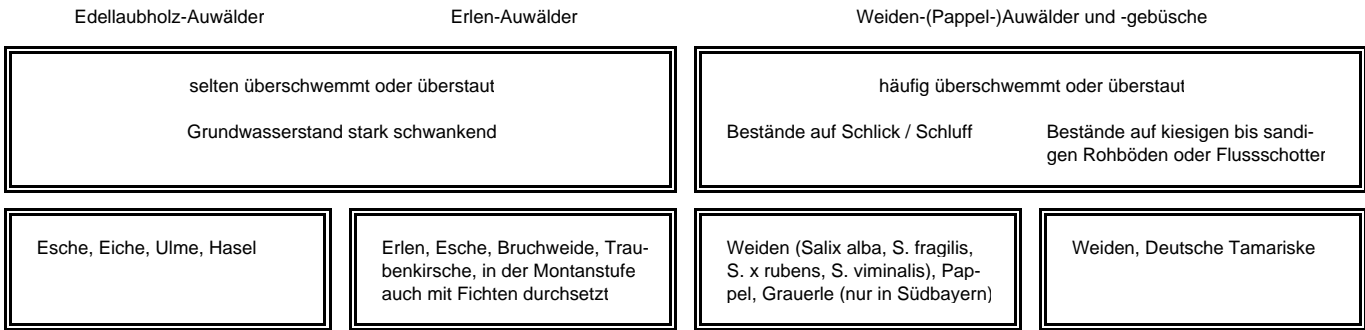 Edellaubholz-Auwälder
Erlen-Auwälder
Weiden-(Pappel-)Auwälder und -gebüsche
selten überschwemmt oder überstaut
Grundwasserstand stark schwankend
häufig überschwemmt oder überstaut
Bestände auf Schlick / Schluff
Bestände auf kiesigen bis sandi-
gen Rohböden oder Flussschotter
Esche, Eiche, Ulme, Hasel
Erlen, Esche, Bruchweide, Trau-
benkirsche, in der Montanstufe
auch mit Fichten durchsetzt
Weiden (Salix alba, S. fragilis,
S. x rubens, S. viminalis), Pap-
pel, Grauerle (nur in Südbayern)
Weiden, Deutsche Tamariske